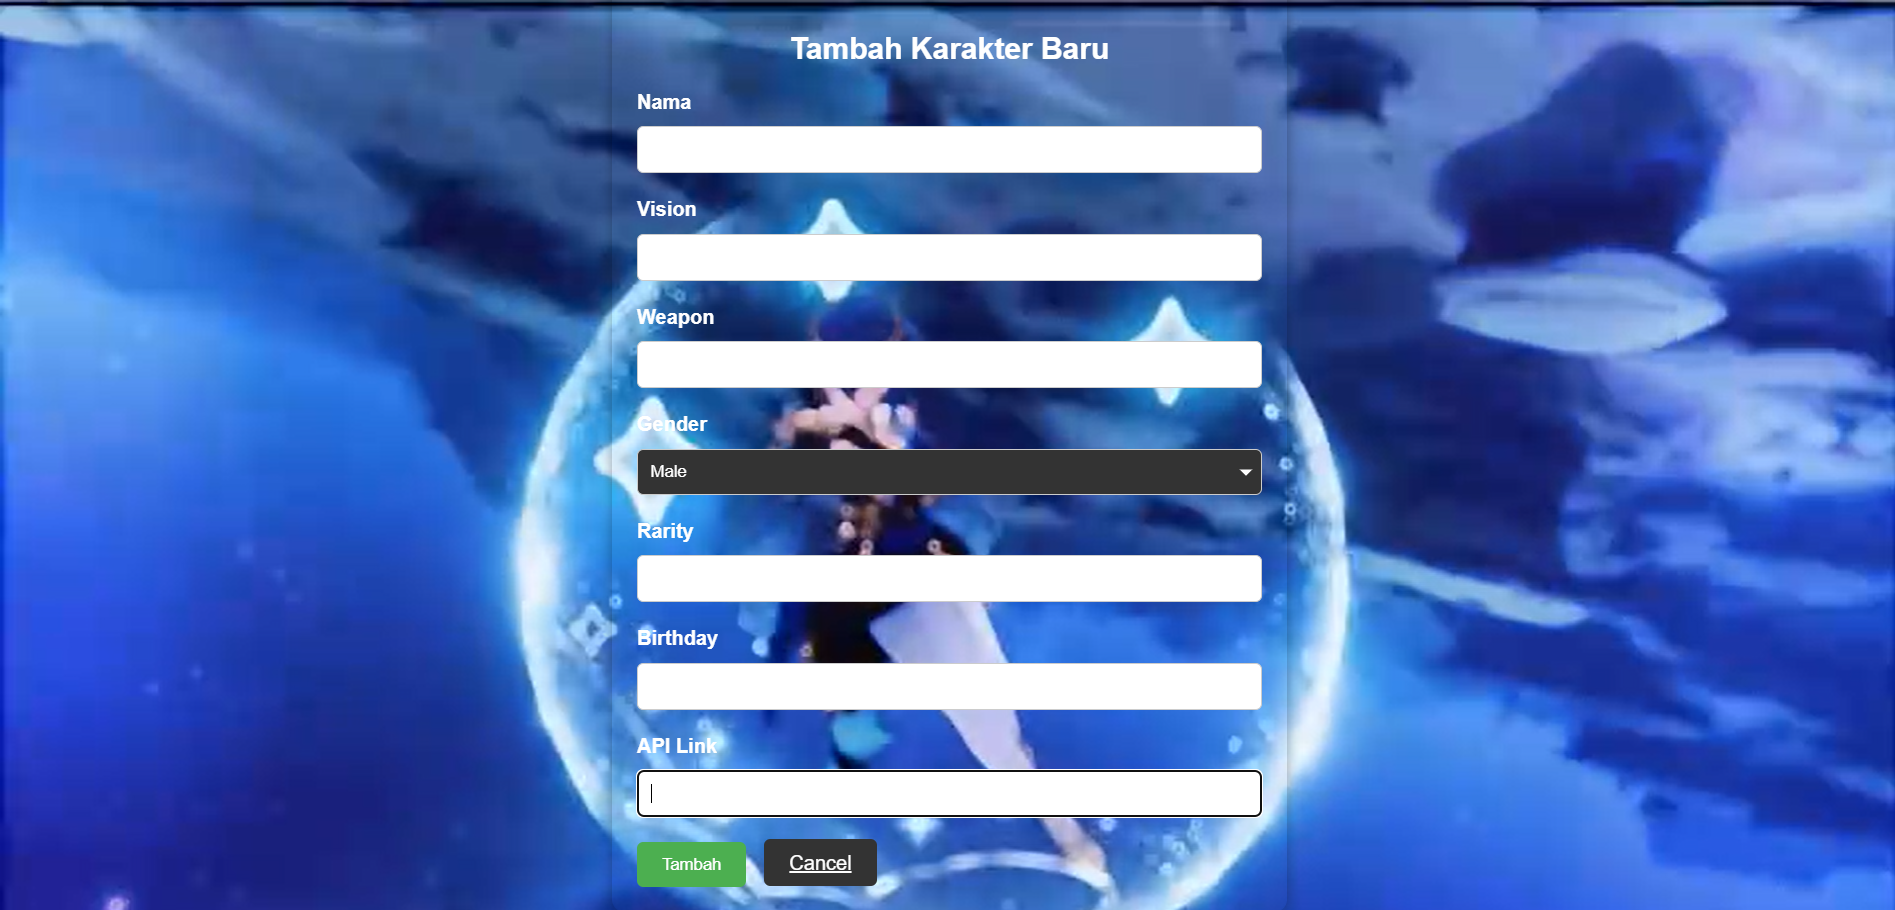 Tambah Karakter Baru
Nama
Vision
Weapon
Gender
Male
Rarity
Birthday
API Link
Tambah Cancel